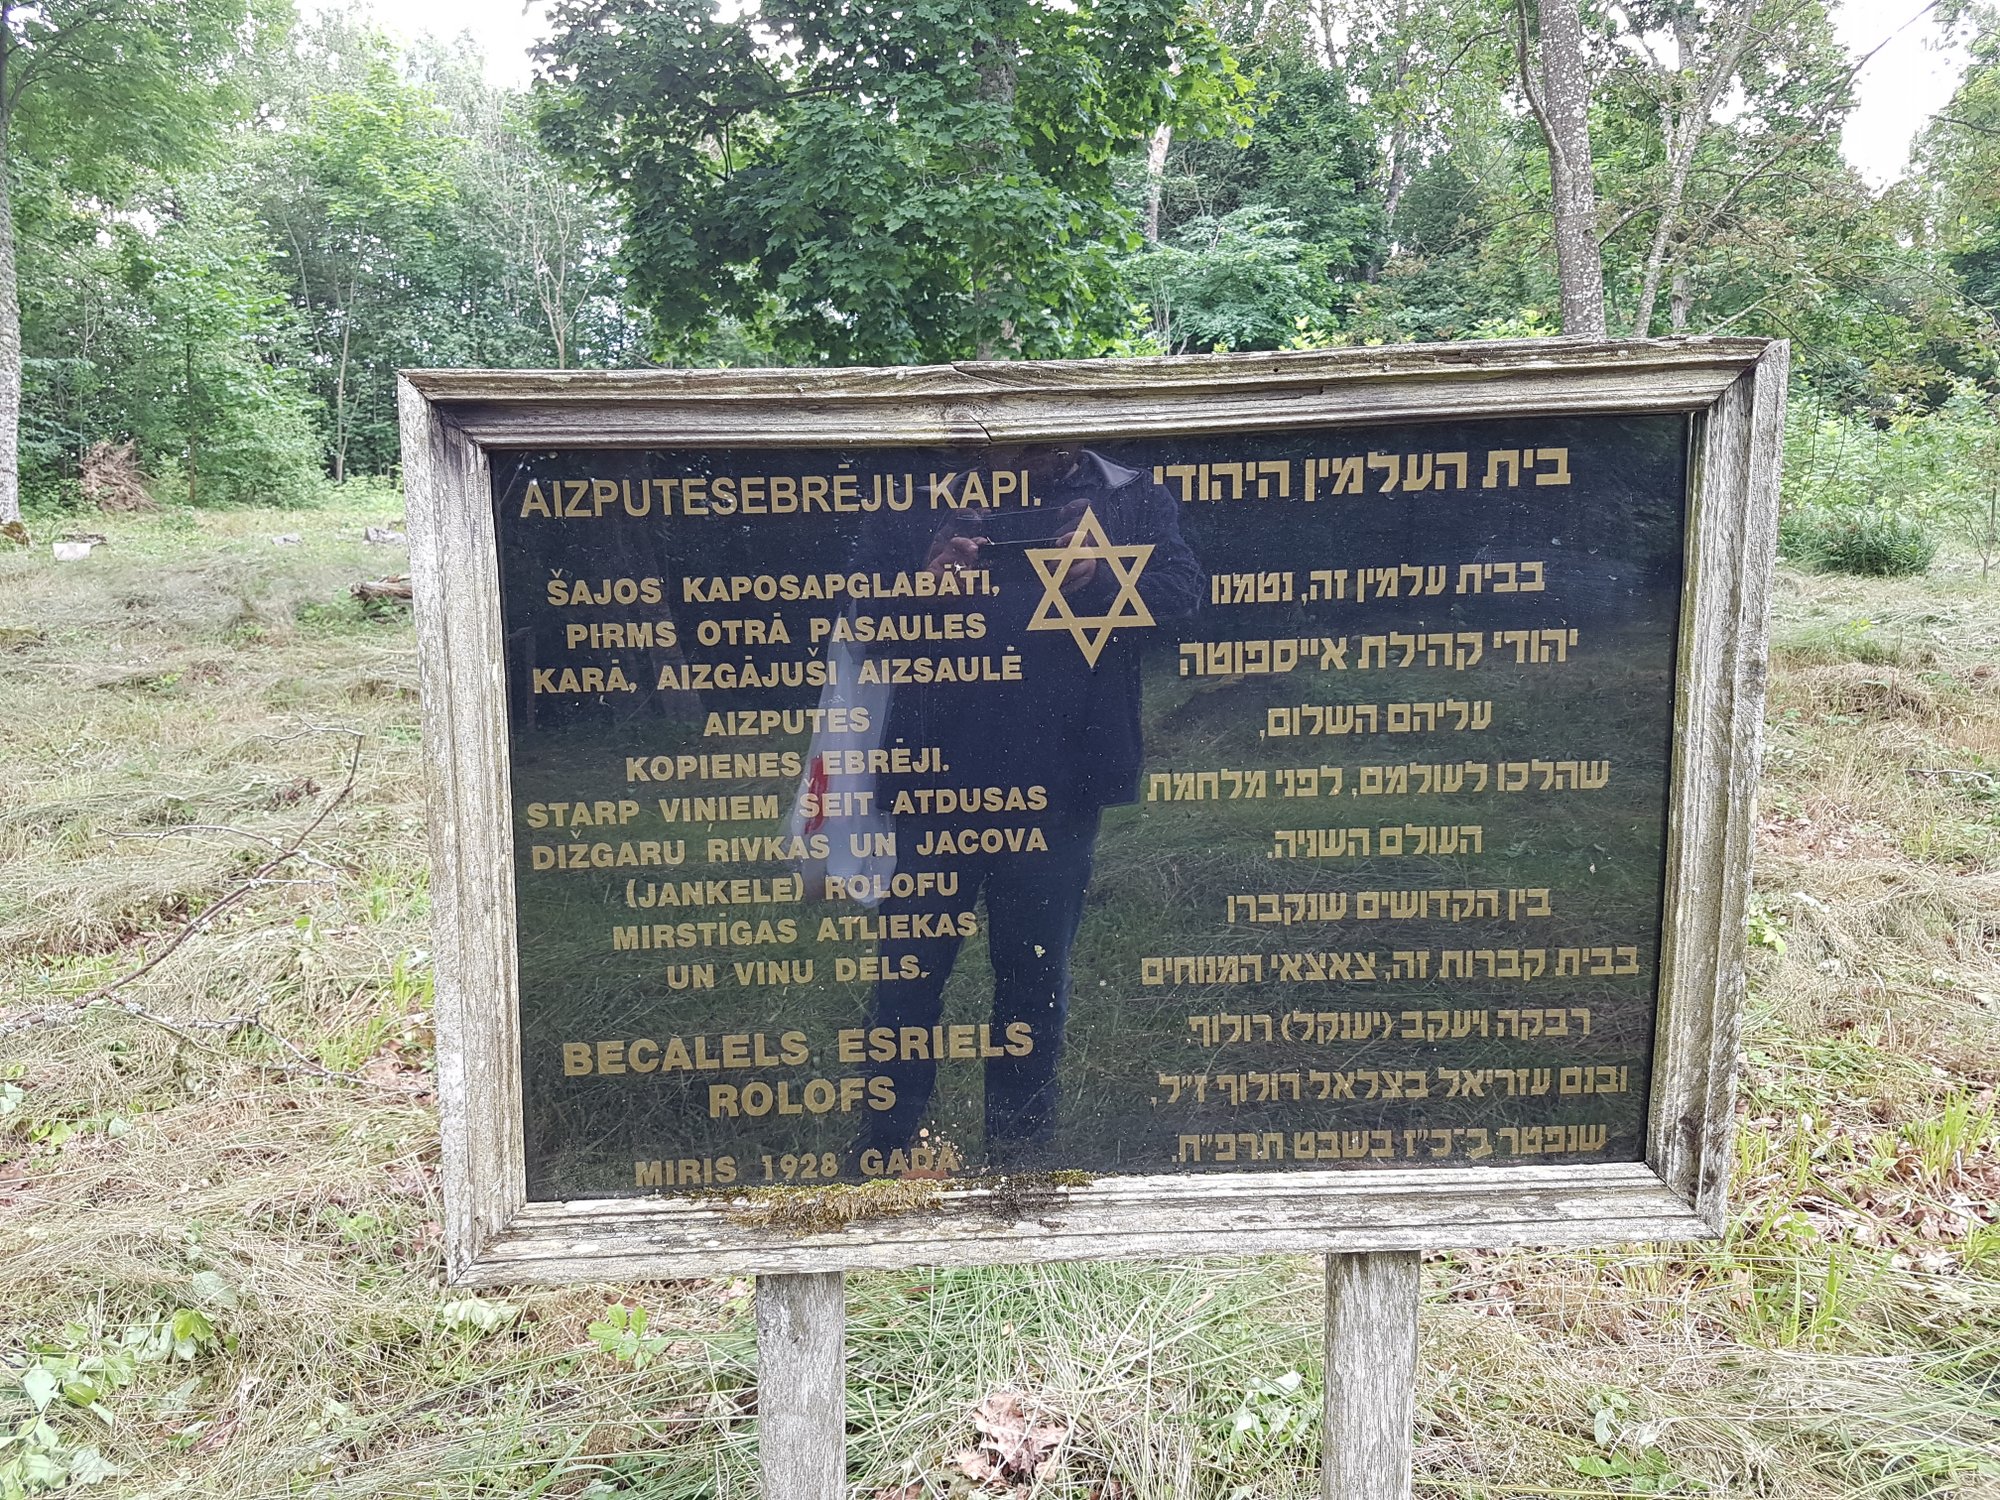 AIZPUTESEBRĒJU KAPI.
ŠAJOS KAPOSAPGLABĀTI,
PIRMS OTRĀ PASAULES
KARĀ, AIZGĀJUŠI AIZSAULĒ
AIZPUTES
KOPIENES EBRĒJI.
STARP VIŅIEM ŠEIT ATDUSAS
DIŽGARU RIVKAS UN JACOVA
(JANKELE) ROLOFU
MIRSTĪGAS ATLIEKAS
UN VIŅU DĒLS.
BECALELS ESRIELS
ROLOFS
MIRIS 1928 GADA
בית העלמין היהודי
בבית עלמין זה, נטמנו
יהודי קהילת אייספוטה
עליהם השלום,
שהלכו לעולמם, לפני מלחמת
העולם השניה.
בין הקדושים שנקברו
בבית קברות זה, צאצאי המנוחים
רבקה ויעקב (יענקל) רולוף
ובנם עזריאל בצלאל רולוף ז"ל,
שנפטר ב-כ"ז בשבט תרפ"ח.